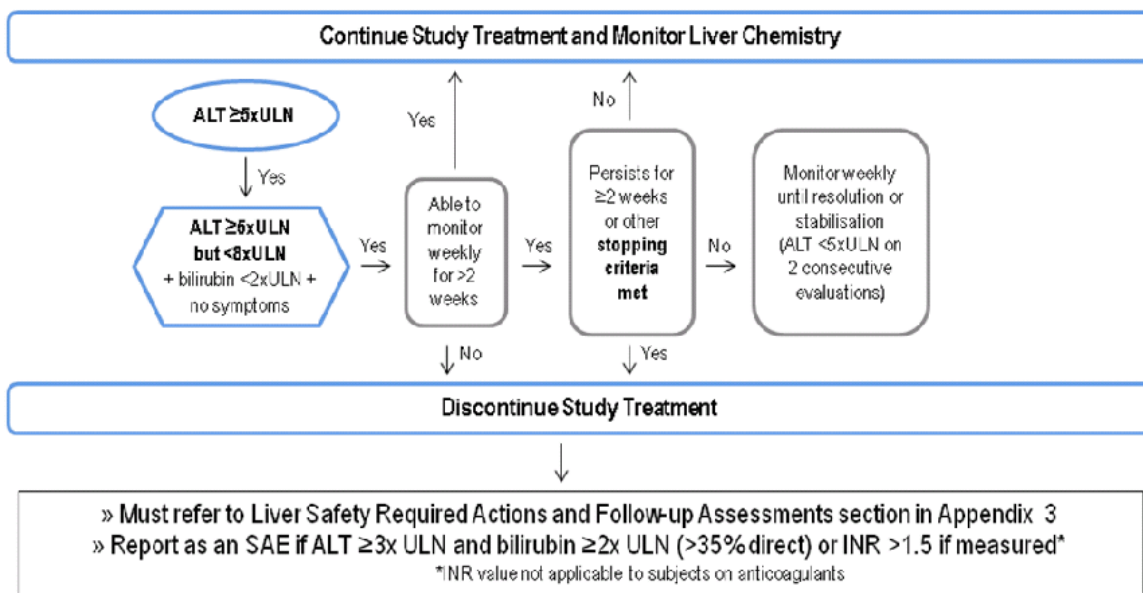 Continue Study Treatment and Monitor Liver Chemistry
ALT ≥5xULN
Yes
ALT ≥5xULN
but <8xULN
+ bilirubin <2xULN +
no symptoms
Yes
Yes
Able to
monitor
weekly
for >2
weeks
Yes
No
No
Persists for
≥2 weeks
or other
stopping
criteria
met
No
Yes
Monitor weekly
until resolution or
stabilisation
(ALT <5xULN on
2 consecutive
evaluations)
Discontinue Study Treatment
» Must refer to Liver Safety Required Actions and Follow-up Assessments section in Appendix 3
» Report as an SAE if ALT ≥3x ULN and bilirubin ≥2x ULN (>35% direct) or INR >1.5 if measured*
*INR value not applicable to subjects on anticoagulants